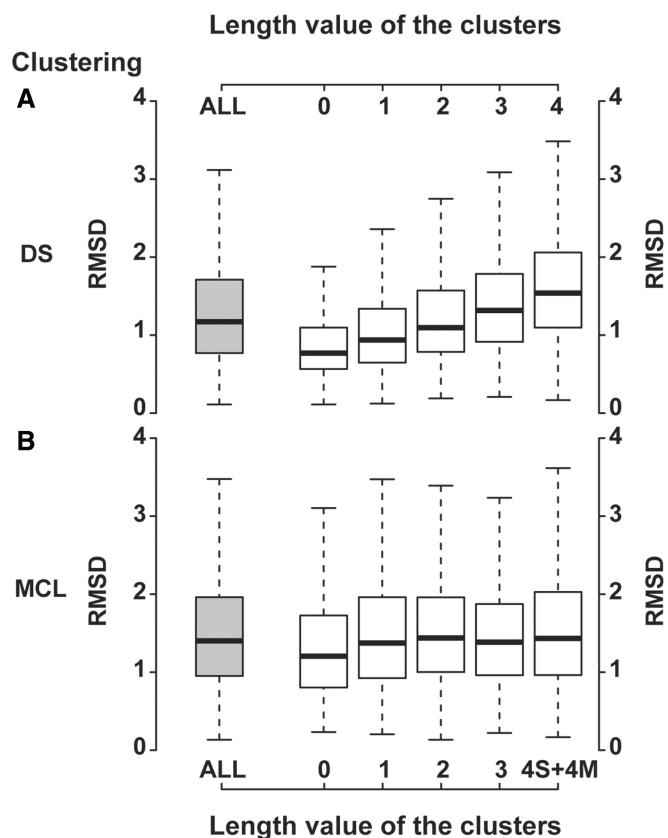 Length value of the clusters
Clustering
A
ALL 0 1 2 3 4
4 4
3 3
2 2
1 1
0 0
DS
RMSD
RMSD
B
4 4
3 3
2 2
1 1
0 0
MCL
RMSD
RMSD
ALL 0 1 2 3 4S+4M
Length value of the clusters